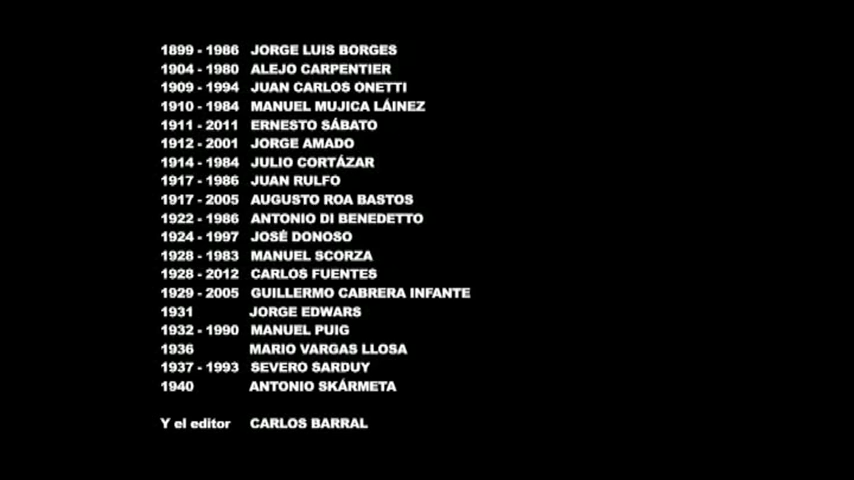 1899 - 1986 JORGE LUIS BORGES
1904 - 1980 ALEJO CARPENTIER
1909 - 1994 JUAN CARLOS ONETTI
1910 - 1984 MANUEL MUJICA LÁINEZ
1911 - 2011 ERNESTO SÁBATO
1912 - 2001 JORGE AMADO
1914 - 1984 JULIO CORTÁZAR
1917 - 1986 JUAN RULFO
1917 - 2005 AUGUSTO ROA BASTOS
1922 - 1986 ANTONIO DI BENEDETTO
1924 - 1997 JOSÉ DONOSO
1928 - 1983 MANUEL SCORZA
1928 - 2012 CARLOS FUENTES
1929 - 2005 GUILLERMO CABRERA INFANTE
1931 JORGE EDWARS
1932 - 1990 MANUEL PUIG
1936 MARIO VARGAS LLOSA
1937 - 1993 SEVERO SARDUY
1940 ANTONIO SKÁRMETA
Y el editor CARLOS BARRAL